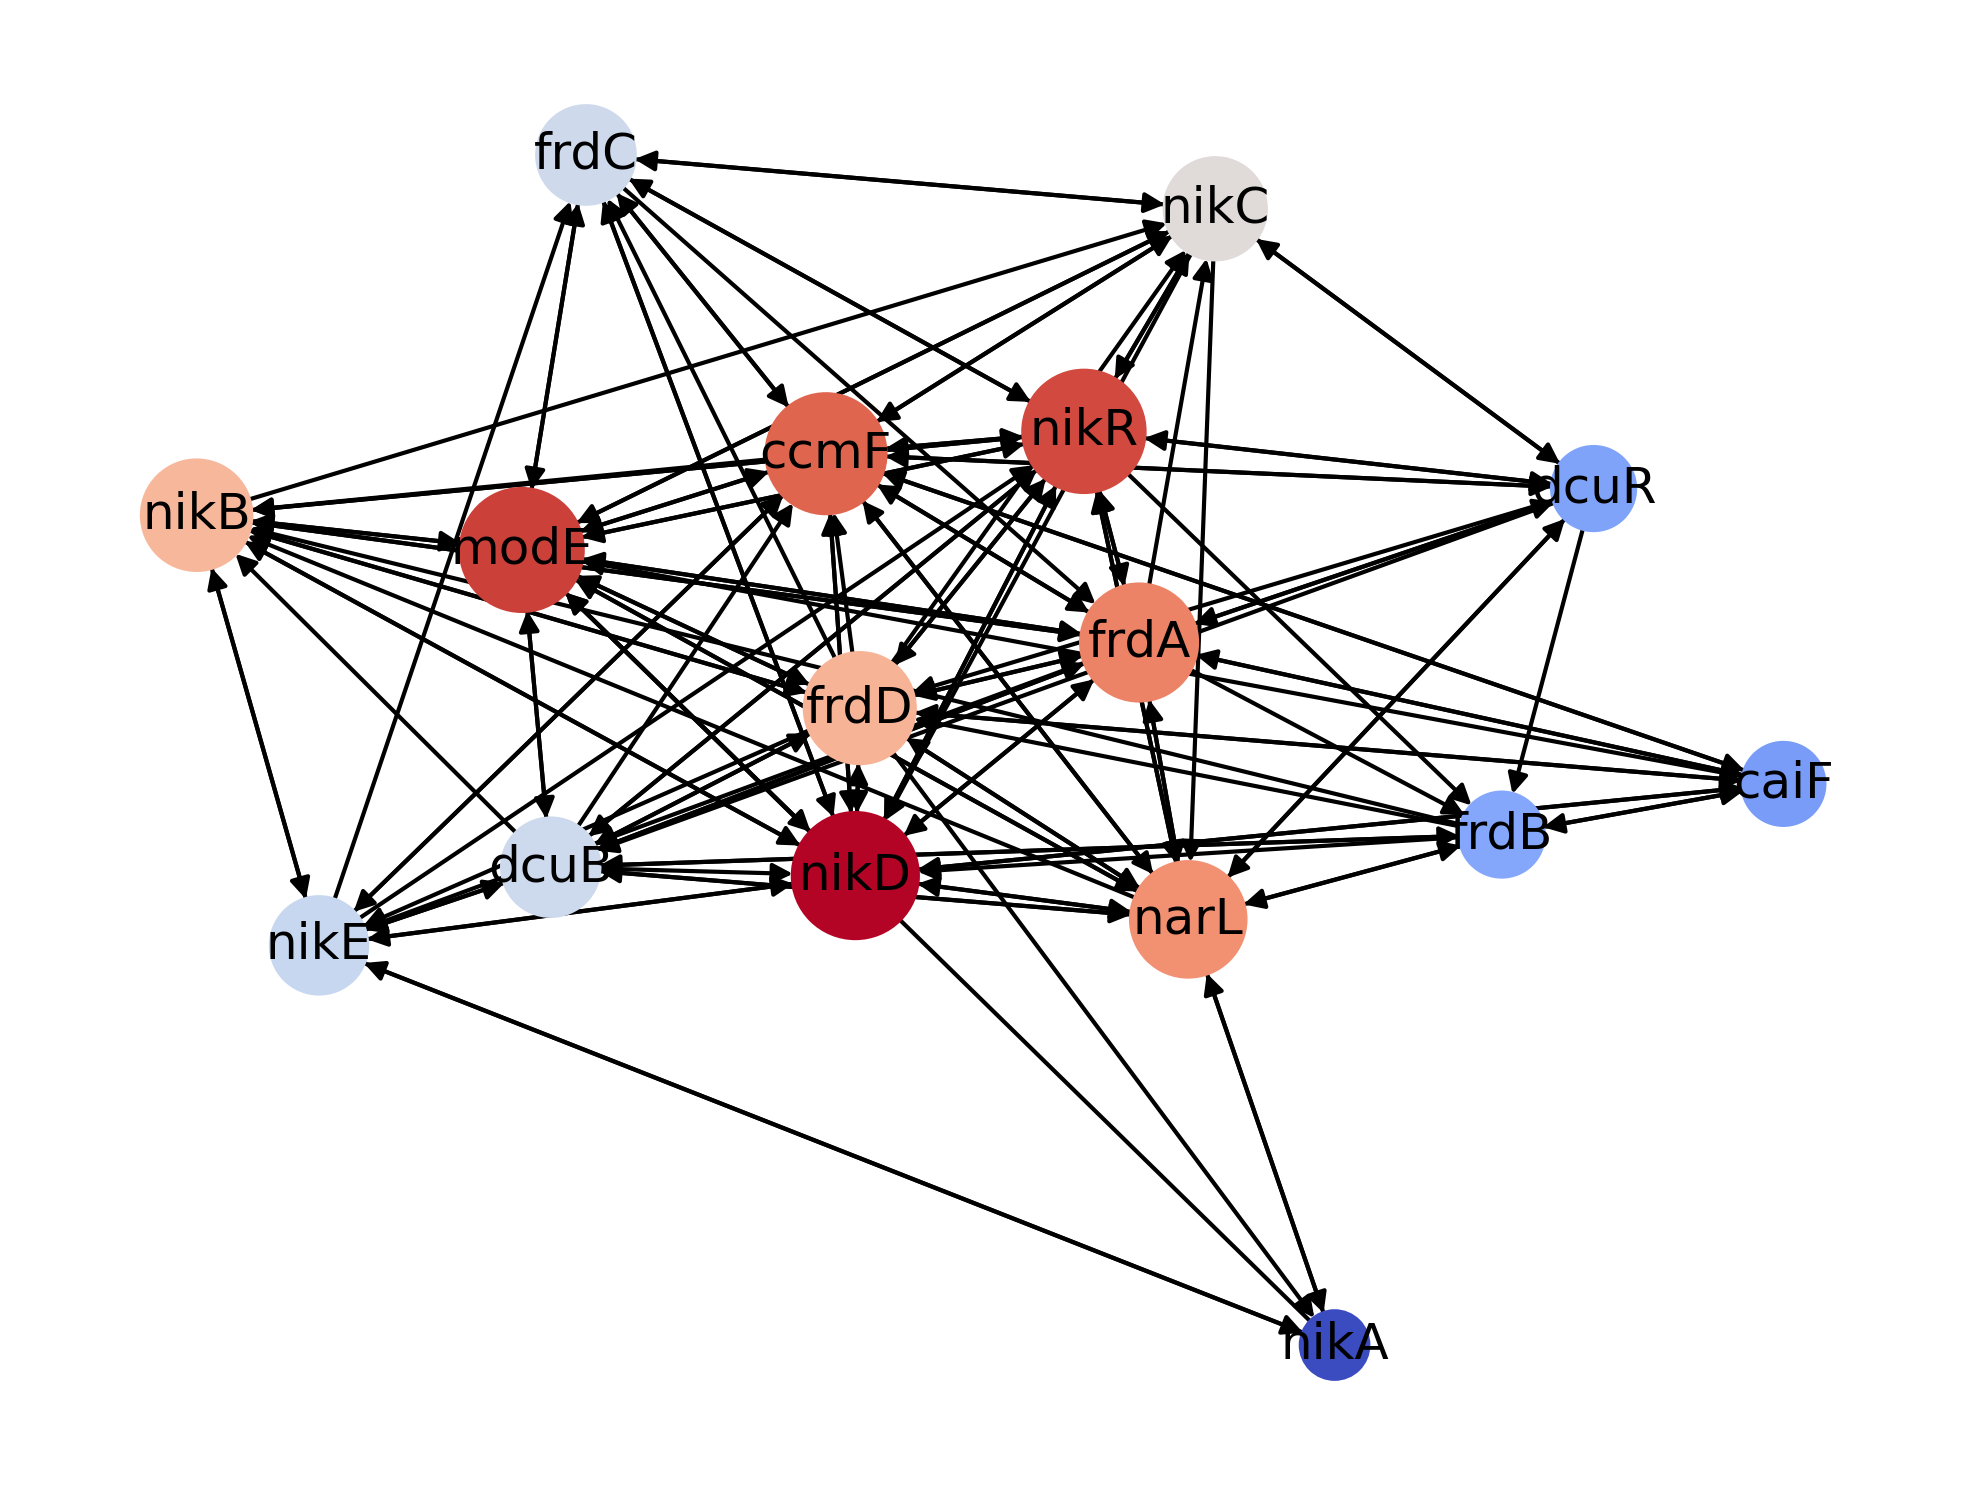 frdC
nikC
nikR
ccmF
dcuR
nikB
modE
frdA
frdD
caiF
frdB
dcuB
nikD
narL
nikE
nikA